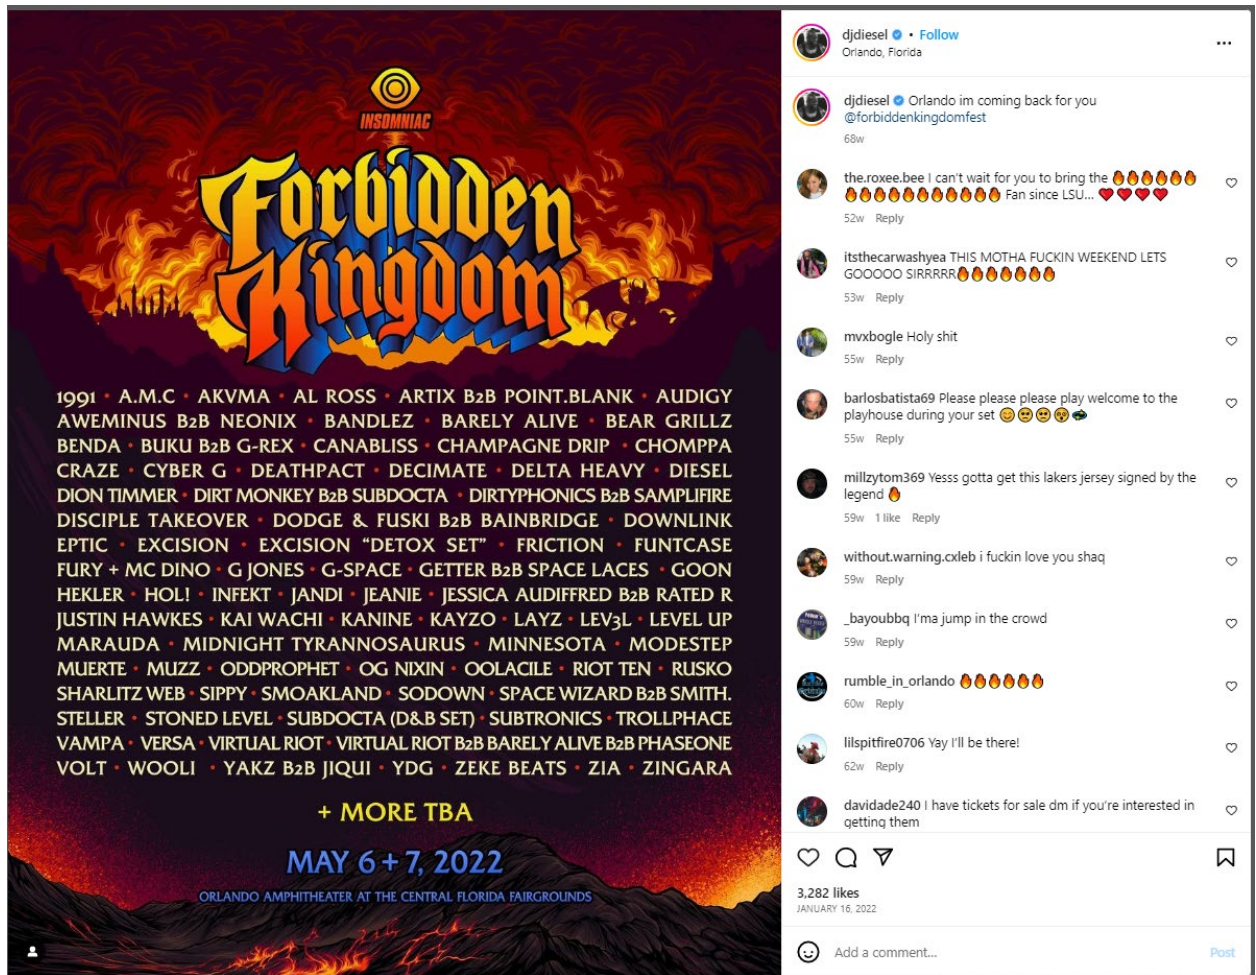 INSOMNIAC
Forbidden
Kingdom
1991 • A.M.C • AKVMA • AL ROSS • ARTIX B2B POINT.BLANK • AUDIGY
AWEMINUS B2B NEONIX • BANDLEZ • BARELY ALIVE • BEAR GRILLZ
BENDA • BUKU B2B G-REX • CANABLISS • CHAMPAGNE DRIP • CHOMPPA
CRAZE • CYBER G • DEATHPACT • DECIMATE • DELTA HEAVY • DIESEL
DION TIMMER • DIRT MONKEY B2B SUBDOCTA • DIRTYPHONICS B2B SAMPLIFIRE
DISCIPLE TAKEOVER • DODGE & FUSKI B2B BAINBRIDGE • DOWNLINK
EPTIC • EXCISION • EXCISION “DETOX SET” • FRICTION • FUNTCASE
FURY + MC DINO • G JONES • G-SPACE • GETTER B2B SPACE LACES • GOON
HEKLER • HOL! • INFEKT • JANDI • JEANIE • JESSICA AUDIFFRED B2B RATED R
JUSTIN HAWKES • KAI WACHI • KANINE • KAYZO • LAYZ • LEV3L • LEVEL UP
MARAUDA • MIDNIGHT TYRANNOSAURUS • MINNESOTA • MODESTEP
MUERTE • MUZZ • ODDPROPHET • OG NIXIN • OOLACILE • RIOT TEN • RUSKO
SHARLITZ WEB • SIPPY • SMOAKLAND • SODOWN • SPACE WIZARD B2B SMITH.
STELLER • STONED LEVEL • SUBDOCTA (D&B SET) • SUBTRONICS • TROLLPHACE
VAMPA • VERSA • VIRTUAL RIOT • VIRTUAL RIOT B2B BARELY ALIVE B2B PHASEONE
VOLT • WOOLI • YAKZ B2B JIQUI • YDG • ZEKE BEATS • ZIA • ZINGARA
+ MORE TBA
MAY 6 + 7, 2022
ORLANDO AMPHITHEATER AT THE CENTRAL FLORIDA FAIRGROUNDS
djdiesel • Follow
Orlando, Florida
djdiesel Orlando im coming back for you
@forbiddenkingdomfest
68w
the.roxee.bee I can't wait for you to bring the 🔥🔥🔥🔥🔥🔥
🔥🔥🔥🔥🔥🔥🔥🔥🔥🔥🔥 Fan since LSU... ❤️❤️❤️❤️
52w Reply
itsthecarwashyea THIS MOTHA FUCKIN WEEKEND LETS
GOOOOO SIRRRRR🔥🔥🔥🔥🔥🔥🔥
53w Reply
mvxbogle Holy shit
55w Reply
barlosbatista69 Please please please play welcome to the
playhouse during your set
55w Reply
millzytom369 Yesss gotta get this lakers jersey signed by the
legend 🔥
59w 1 like Reply
without.warning.cxleb i fuckin love you shaq
59w Reply
_bayoubbq I'ma jump in the crowd
59w Reply
rumble_in_orlando 🔥🔥🔥🔥🔥🔥
60w Reply
lilspitfire0706 Yay I'll be there!
62w Reply
davidade240 I have tickets for sale dm if you're interested in
getting them
3,282 likes
JANUARY 16, 2022
Add a comment...
Post